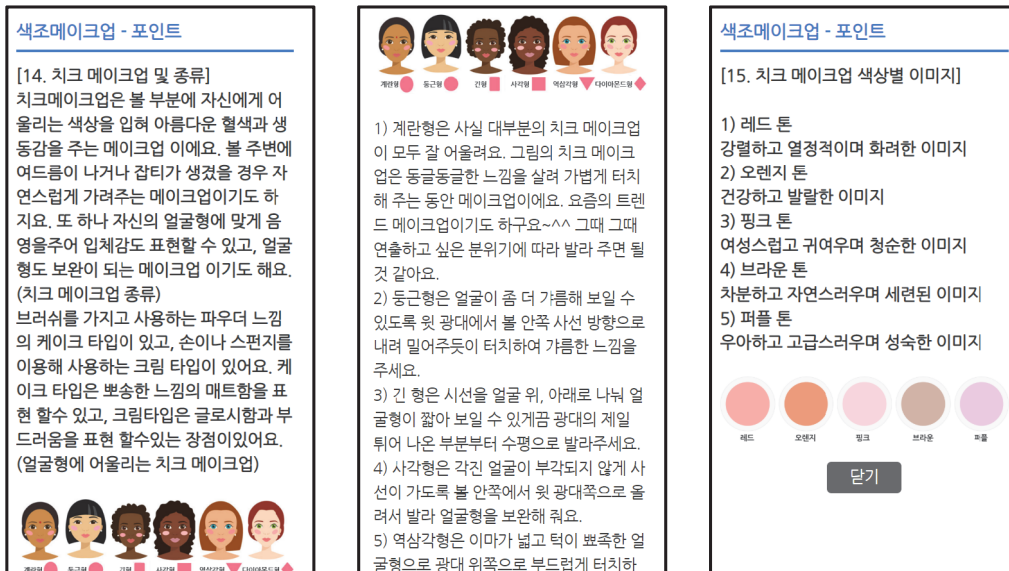 색조메이크업 - 포인트
[14. 치크 메이크업 및 종류]
치크메이크업은 볼 부분에 자신에게 어
울리는 색상을 입혀 아름다운 혈색과 생
동감을 주는 메이크업 이에요. 볼 주변에
여드름이 나거나 잡티가 생겼을 경우 자
연스럽게 가려주는 메이크업이기도 하
지요. 또 하나 자신의 얼굴형에 맞게 음
영을주어 입체감도 표현할 수 있고, 얼굴
형도 보완이 되는 메이크업 이기도 해요.
(치크 메이크업 종류)
브러쉬를 가지고 사용하는 파우더 느낌
의 케이크 타입이 있고, 손이나 스펀지를
이용해 사용하는 크림 타입이 있어요. 케
이크 타입은 뽀송한 느낌의 매트함을 표
현 할수 있고, 크림타입은 글로시함과 부
드러움을 표현 할수있는 장점이있어요.
(얼굴형에 어울리는 치크 메이크업)
계란형 둥근형 긴형 사각형 역삼각형 다이아몬드형
계란형 둥근형 긴형 사각형 역삼각형 다이아몬드형
1) 계란형은 사실 대부분의 치크 메이크업
이 모두 잘 어울려요. 그림의 치크 메이크
업은 동글동글한 느낌을 살려 가볍게 터치
해 주는 동안 메이크업이에요. 요즘의 트렌
드 메이크업이기도 하구요~^^ 그때 그때
연출하고 싶은 분위기에 따라 발라 주면 될
것 같아요.
2) 둥근형은 얼굴이 좀 더 갸름해 보일 수
있도록 윗 광대에서 볼 안쪽 사선 방향으로
내려 밀어주듯이 터치하여 갸름한 느낌을
주세요.
3) 긴 형은 시선을 얼굴 위, 아래로 나눠 얼
굴형이 짧아 보일 수 있게끔 광대의 제일
튀어 나온 부분부터 수평으로 발라주세요.
4) 사각형은 각진 얼굴이 부각되지 않게 사
선이 가도록 볼 안쪽에서 윗 광대쪽으로 올
려서 발라 얼굴형을 보완해 줘요.
5) 역삼각형은 이마가 넓고 턱이 뾰족한 얼
굴형으로 광대 위쪽으로 부드럽게 터치하
색조메이크업 - 포인트
[15. 치크 메이크업 색상별 이미지]
1) 레드 톤
강렬하고 열정적이며 화려한 이미지
2) 오렌지 톤
건강하고 발랄한 이미지
3) 핑크 톤
여성스럽고 귀여우며 청순한 이미지
4) 브라운 톤
차분하고 자연스러우며 세련된 이미지
5) 퍼플 톤
우아하고 고급스러우며 성숙한 이미지
레드 오렌지 핑크 브라운 퍼플
닫기